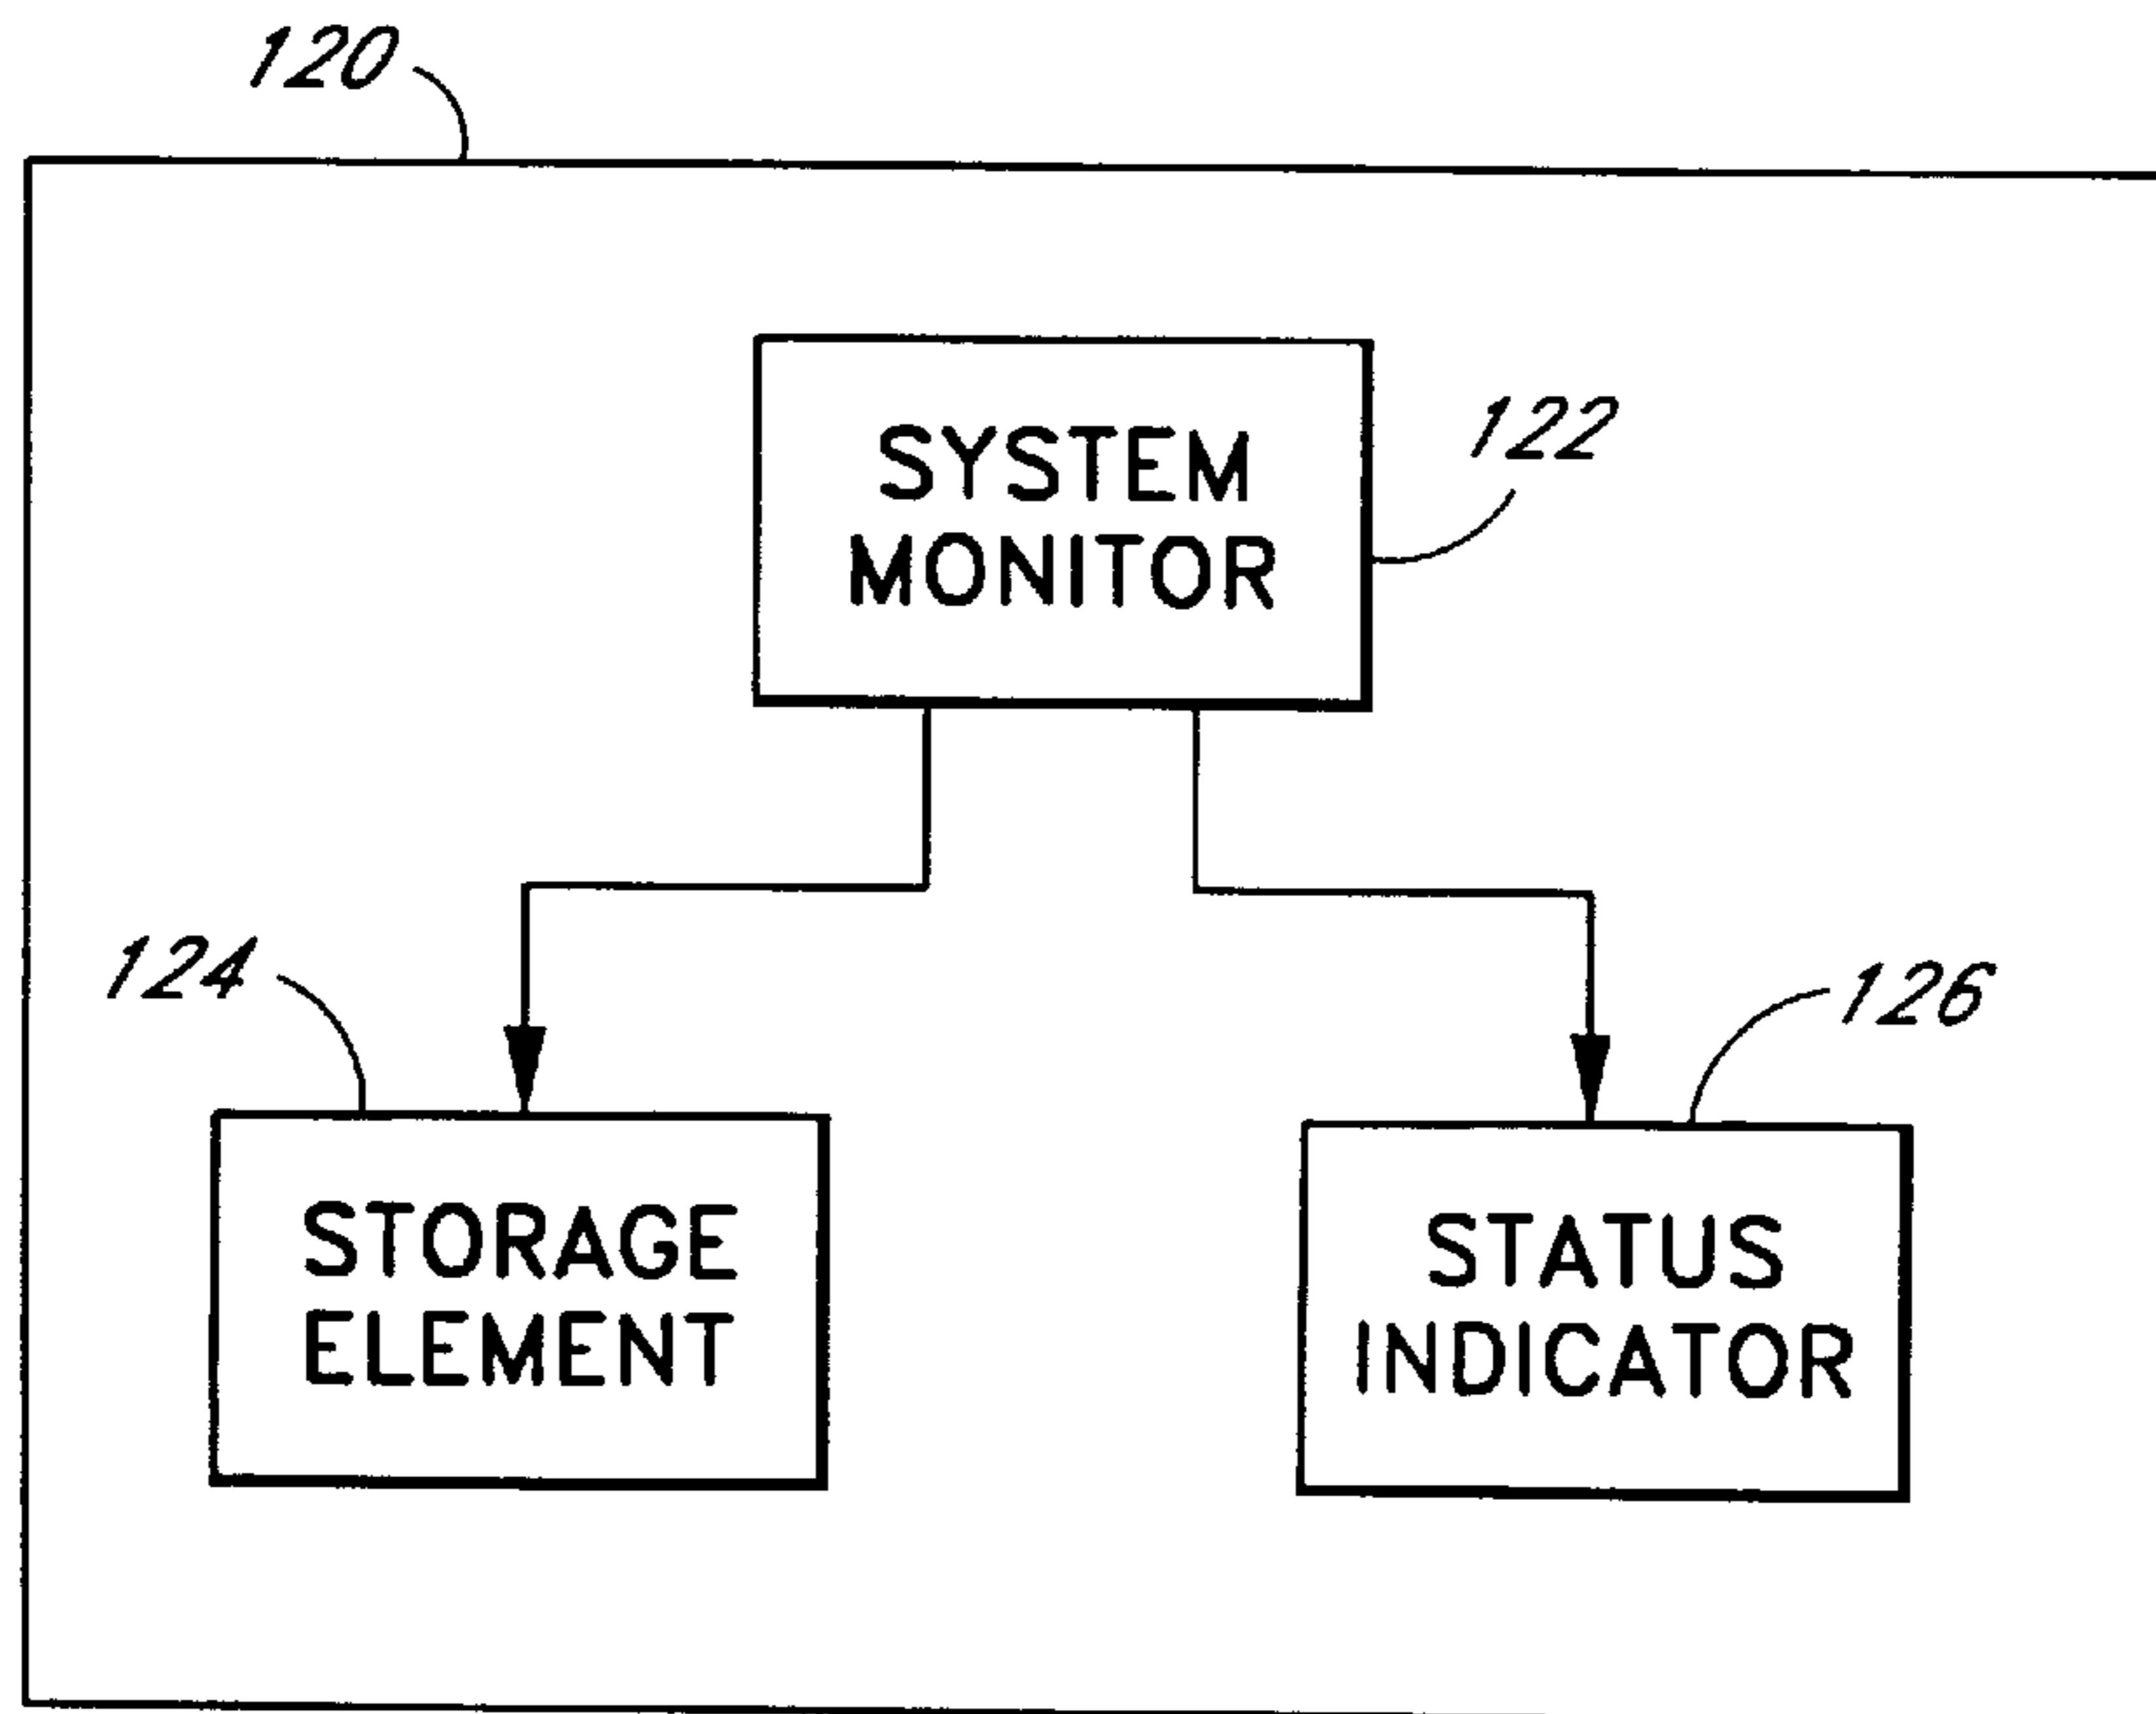 120
SYSTEM
MONITOR
122
124
126
STORAGE
ELEMENT
STATUS
INDICATOR